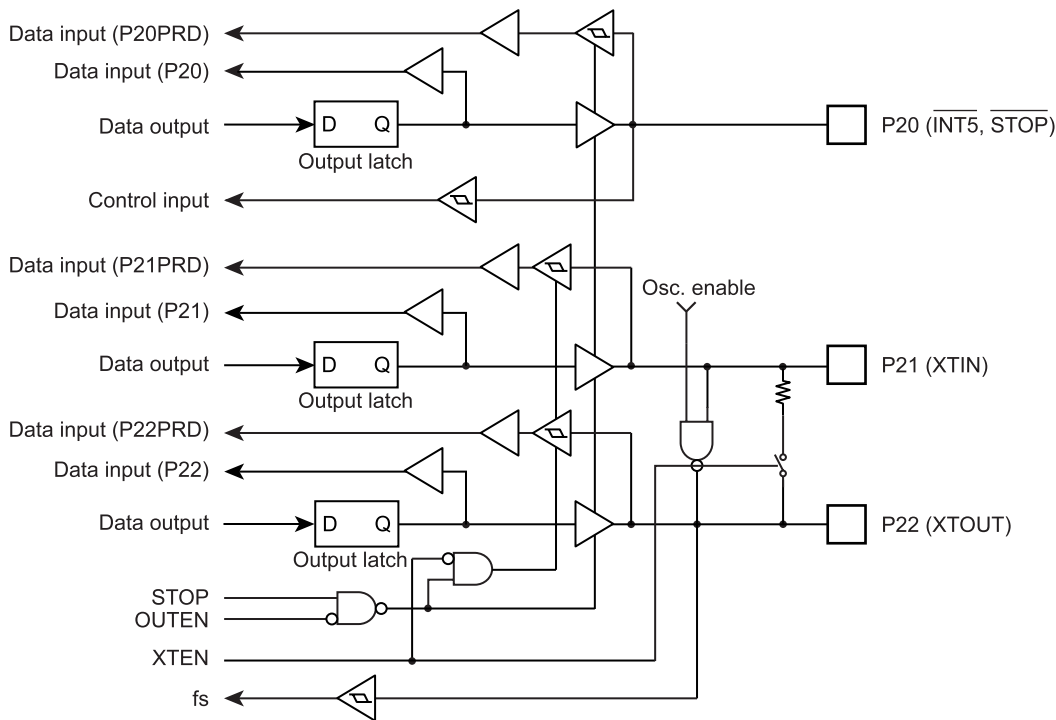 Data input (P20PRD)
Data input (P20)
Data output
D Q
Output latch
P20 (INT5, STOP)
Control input
Data input (P21PRD)
Osc. enable
Data input (P21)
Data output
D Q
Output latch
P21 (XTIN)
Data input (P22PRD)
Data input (P22)
Data output
D Q
Output latch
P22 (XTOUT)
STOP
OUTEN
XTEN
fs